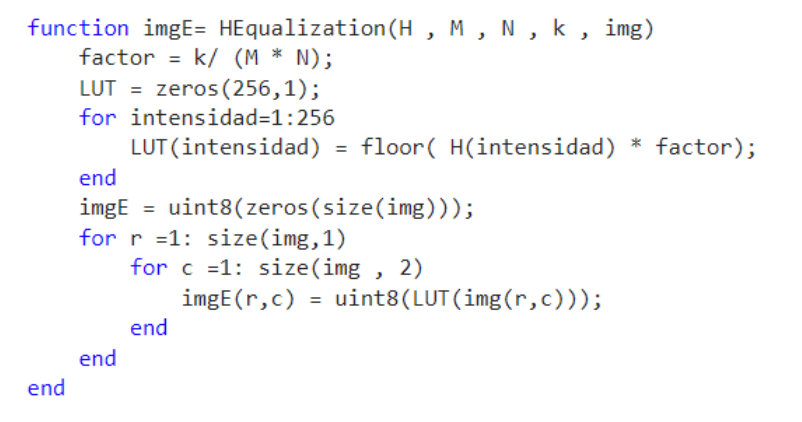 function imgE= HEqualization(H , M , N , k , img)
    factor = k/ (M * N);
    LUT = zeros(256,1);
    for intensidad=1:256
        LUT(intensidad) = floor( H(intensidad) * factor);
    end
    imgE = uint8(zeros(size(img)));
    for r =1: size(img,1)
        for c =1: size(img , 2)
            imgE(r,c) = uint8(LUT(img(r,c)));
        end
    end
end